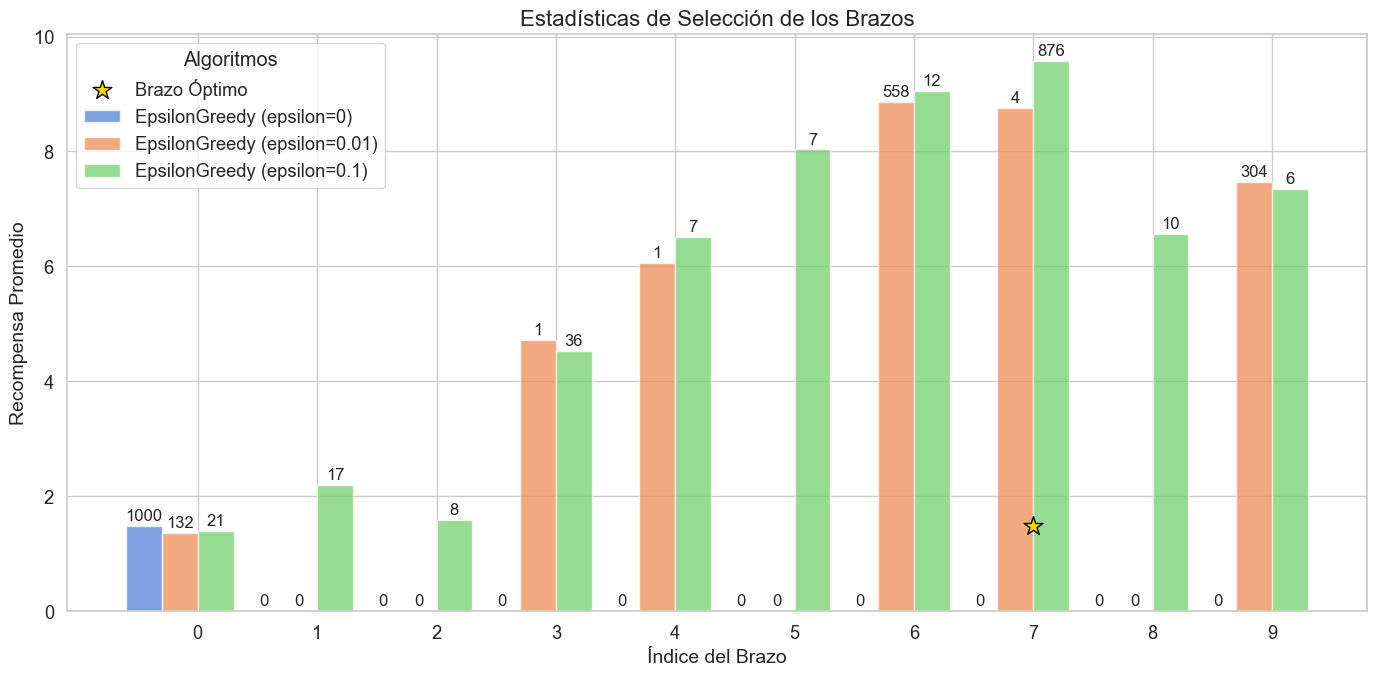 Estadísticas de Selección de los Brazos
Algoritmos
Brazo Óptimo
EpsilonGreedy (epsilon=0)
EpsilonGreedy (epsilon=0.01)
EpsilonGreedy (epsilon=0.1)
Recompensa Promedio
10
8
6
4
2
0
1000 132 21
0 0 17
0 0 8
0 1 36
0 1 7
0 0 7
0 558 12
0 4 876
0 0 10
0 304 6
0 1 2 3 4 5 6 7 8 9
Índice del Brazo